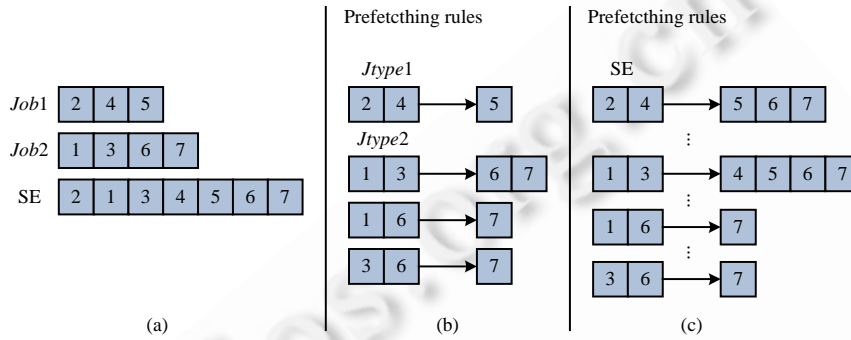 Job1 2 4 5
Job2 1 3 6 7
SE 2 1 3 4 5 6 7
(a)
Prefetcthing rules
Jtype1
2 4 5
Jtype2
1 3 6 7
1 6 7
3 6 7
(b)
Prefetcthing rules
SE
2 4 5 6 7
⋮
1 3 4 5 6 7
⋮
1 6 7
⋮
3 6 7
(c)